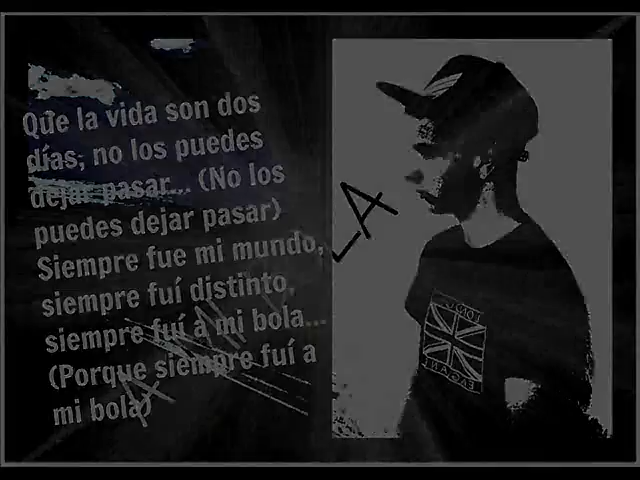 Que la vida son dos
días, no los puedes
dejar pasar... (No los
puedes dejar pasar)
Siempre fue mi mundo,
siempre fuí distinto,
siempre fuí a mi bola...
(Porque siempre fuí a
mi bola)
LA